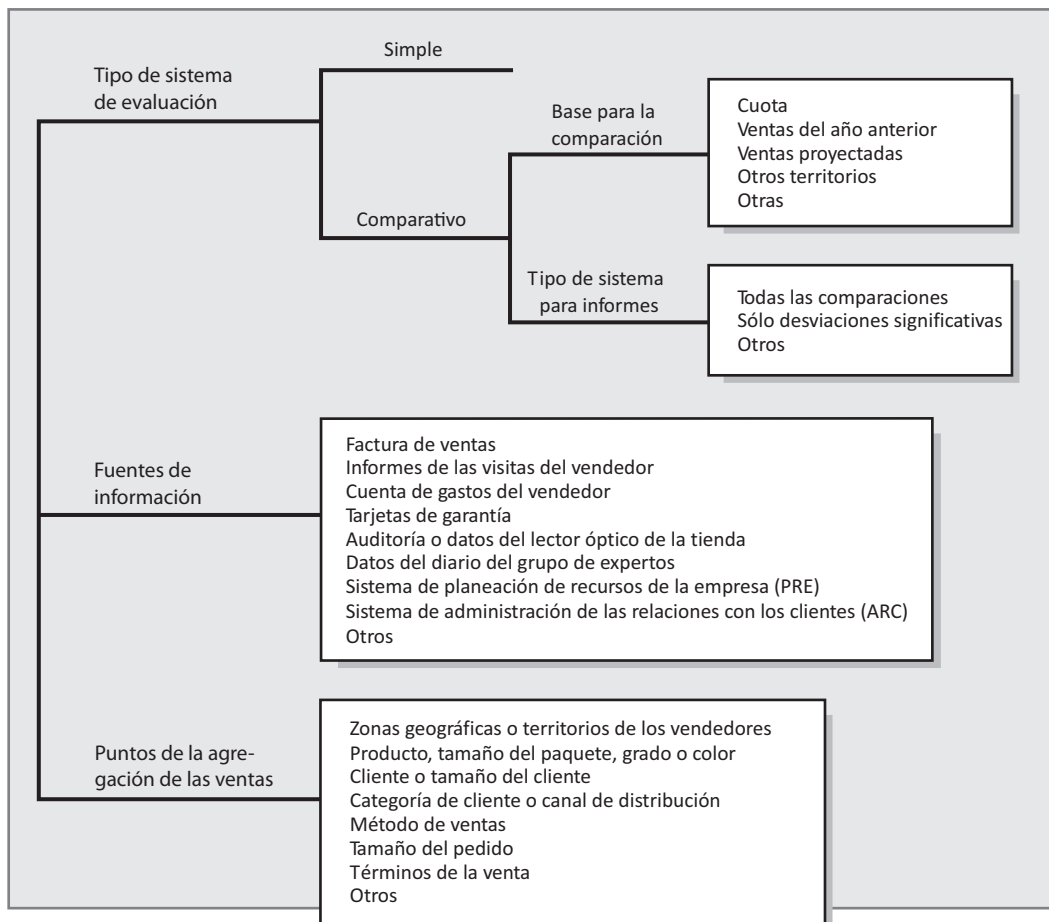 Simple
Tipo de sistema
de evaluación
Base para la
comparación
Cuota
Ventas del año anterior
Ventas proyectadas
Otros territorios
Otras
Comparativo
Tipo de sistema
para informes
Todas las comparaciones
Sólo desviaciones significativas
Otros
Fuentes de
información
Factura de ventas
Informes de las visitas del vendedor
Cuenta de gastos del vendedor
Tarjetas de garantía
Auditoría o datos del lector óptico de la tienda
Datos del diario del grupo de expertos
Sistema de planeación de recursos de la empresa (PRE)
Sistema de administración de las relaciones con los clientes (ARC)
Otros
Puntos de la agre-
gación de las ventas
Zonas geográficas o territorios de los vendedores
Producto, tamaño del paquete, grado o color
Cliente o tamaño del cliente
Categoría de cliente o canal de distribución
Método de ventas
Tamaño del pedido
Términos de la venta
Otros